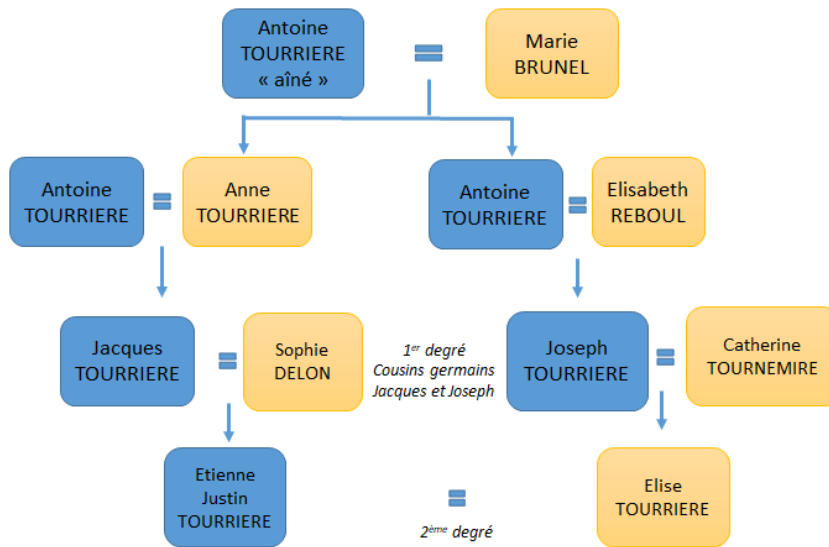 Antoine
TOURRIERE
« aîné »
Marie
BRUNEL
Antoine
TOURRIERE
Anne
TOURRIERE
Antoine
TOURRIERE
Elisabeth
REBOUL
Jacques
TOURRIERE
Sophie
DELON
1er degré
Cousins germains
Jacques et Joseph
Joseph
TOURRIERE
Catherine
TOURNEMIRE
Etienne
Justin
TOURRIERE
2ème degré
Elise
TOURRIERE